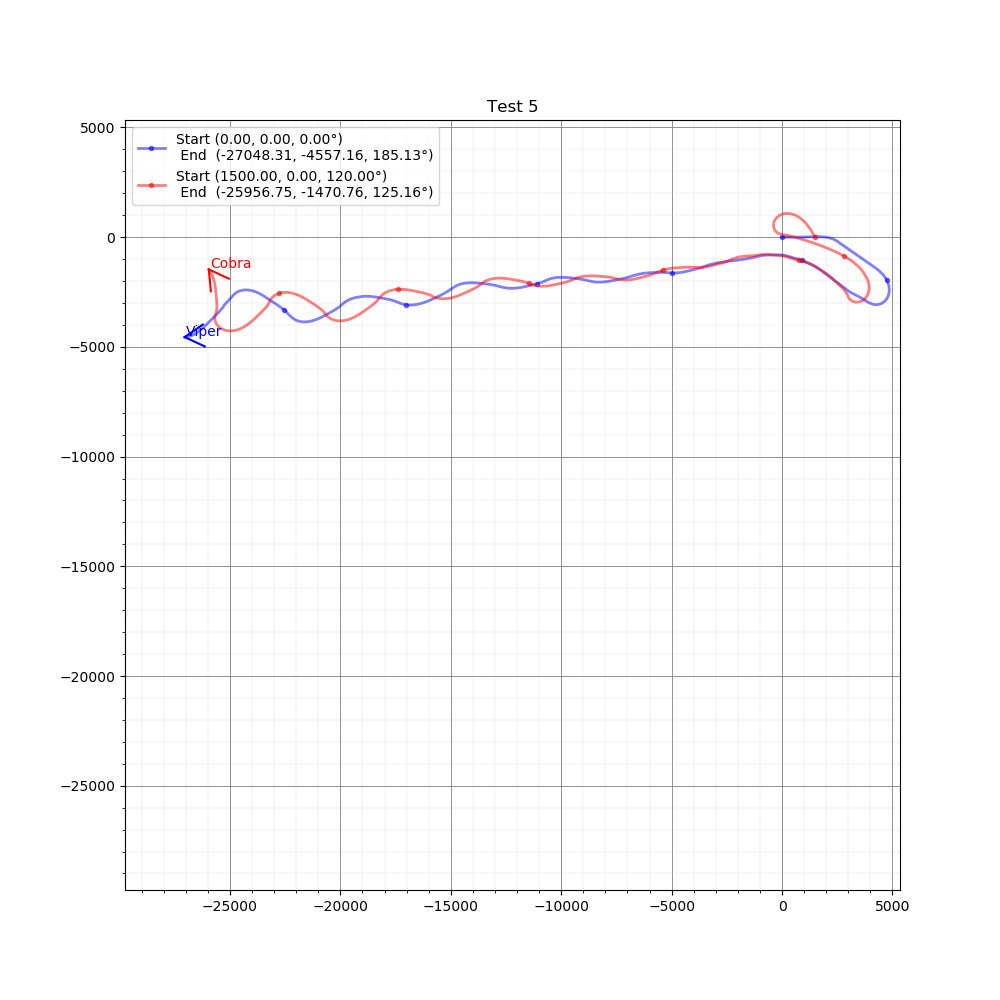 Test 5
5000
0
−5000
−10000
−15000
−20000
−25000
Start (0.00, 0.00, 0.00°)
End (-27048.31, -4557.16, 185.13°)
Start (1500.00, 0.00, 120.00°)
End (-25956.75, -1470.76, 125.16°)
Cobra
Viper
−25000 −20000 −15000 −10000 −5000 0 5000